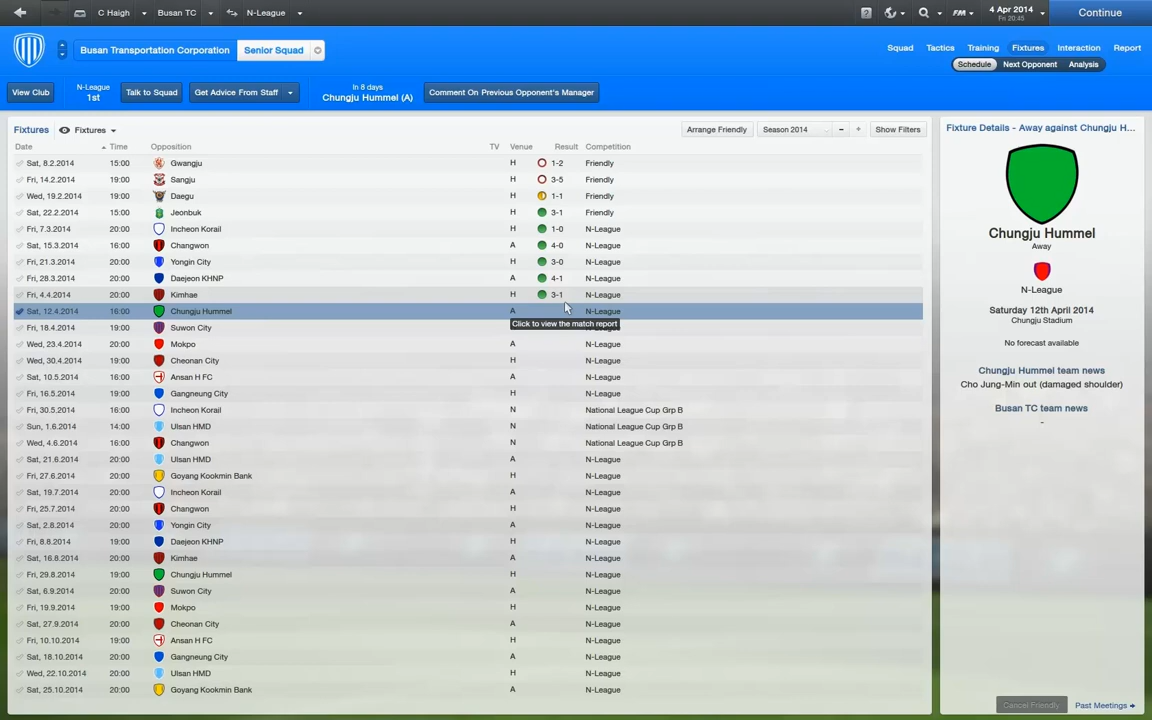 C Haigh Busan TC N-League 4 Apr 2014 Fri 20:45 Continue
Busan Transportation Corporation Senior Squad Squad Tactics Training Fixtures Interaction Report
Schedule Next Opponent Analysis
View Club N-League 1st Talk to Squad Get Advice From Staff In 8 days Chungju Hummel (A) Comment On Previous Opponent's Manager
Fixtures Fixtures Arrange Friendly Season 2014 - + Show Filters
Date Time Opposition TV Venue Result Competition
Sat, 8.2.2014 15:00 Gwangju H 1-2 Friendly
Fri, 14.2.2014 19:00 Sangju H 3-5 Friendly
Wed, 19.2.2014 19:00 Daegu H 1-1 Friendly
Sat, 22.2.2014 15:00 Jeonbuk H 3-1 Friendly
Fri, 7.3.2014 20:00 Incheon Korail H 1-0 N-League
Sat, 15.3.2014 16:00 Changwon A 4-0 N-League
Fri, 21.3.2014 20:00 Yongin City H 3-0 N-League
Fri, 28.3.2014 20:00 Daejeon KHNP A 4-1 N-League
Fri, 4.4.2014 20:00 Kimhae H 3-1 N-League
Sat, 12.4.2014 16:00 Chungju Hummel A N-League
Click to view the match report
Fri, 18.4.2014 19:00 Suwon City N-League
Wed, 23.4.2014 20:00 Mokpo A N-League
Wed, 30.4.2014 19:00 Cheonan City H N-League
Sat, 10.5.2014 16:00 Ansan H FC A N-League
Fri, 16.5.2014 19:00 Gangneung City H N-League
Fri, 30.5.2014 16:00 Incheon Korail N National League Cup Grp B
Sun, 1.6.2014 14:00 Ulsan HMD N National League Cup Grp B
Wed, 4.6.2014 16:00 Changwon N National League Cup Grp B
Sat, 21.6.2014 20:00 Ulsan HMD A N-League
Fri, 27.6.2014 20:00 Goyang Kookmin Bank H N-League
Sat, 19.7.2014 20:00 Incheon Korail A N-League
Fri, 25.7.2014 20:00 Changwon H N-League
Sat, 2.8.2014 20:00 Yongin City A N-League
Fri, 8.8.2014 19:00 Daejeon KHNP H N-League
Sat, 16.8.2014 20:00 Kimhae A N-League
Fri, 29.8.2014 19:00 Chungju Hummel H N-League
Sat, 6.9.2014 20:00 Suwon City A N-League
Fri, 19.9.2014 19:00 Mokpo H N-League
Sat, 27.9.2014 20:00 Cheonan City A N-League
Fri, 10.10.2014 19:00 Ansan H FC H N-League
Sat, 18.10.2014 20:00 Gangneung City A N-League
Wed, 22.10.2014 20:00 Ulsan HMD H N-League
Sat, 25.10.2014 20:00 Goyang Kookmin Bank A N-League
Fixture Details - Away against Chungju H...
Chungju Hummel
Away
N-League
Saturday 12th April 2014
Chungju Stadium
No forecast available
Chungju Hummel team news
Cho Jung-Min out (damaged shoulder)
Busan TC team news
-
Cancel Friendly Past Meetings